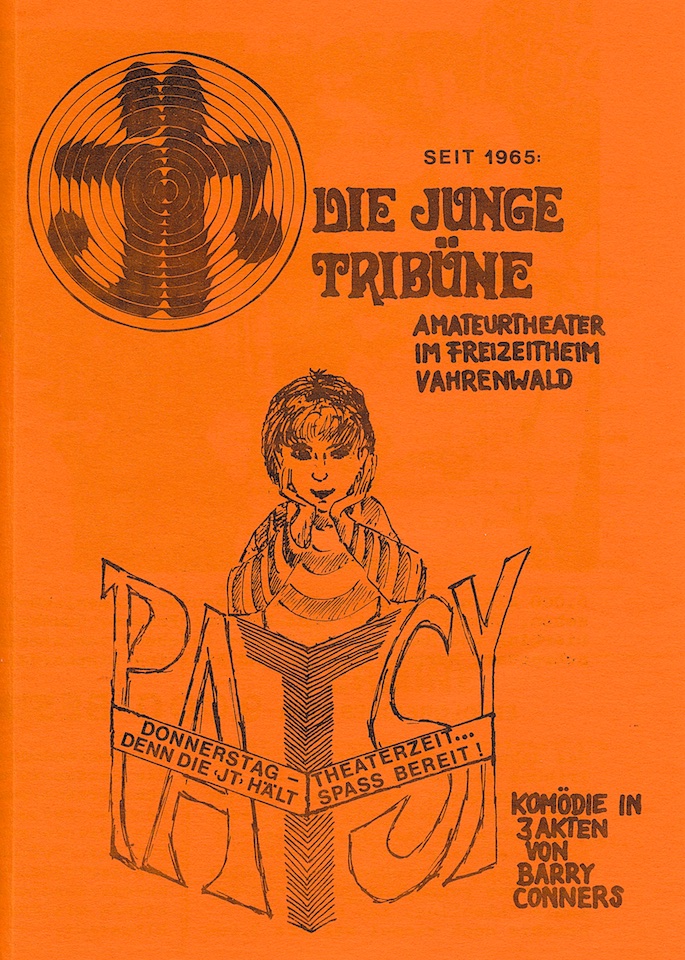 SEIT 1965:
DIE JUNGE
TRIBÜNE
AMATEURTHEATER
IM FREIZEITHEIM
VAHRENWALD
PATSY
DONNERSTAG – THEATERZEIT...
DENN DIE ‚JT‘ HÄLT SPASS BEREIT!
KOMÖDIE IN
3 AKTEN
VON
BARRY
CONNERS